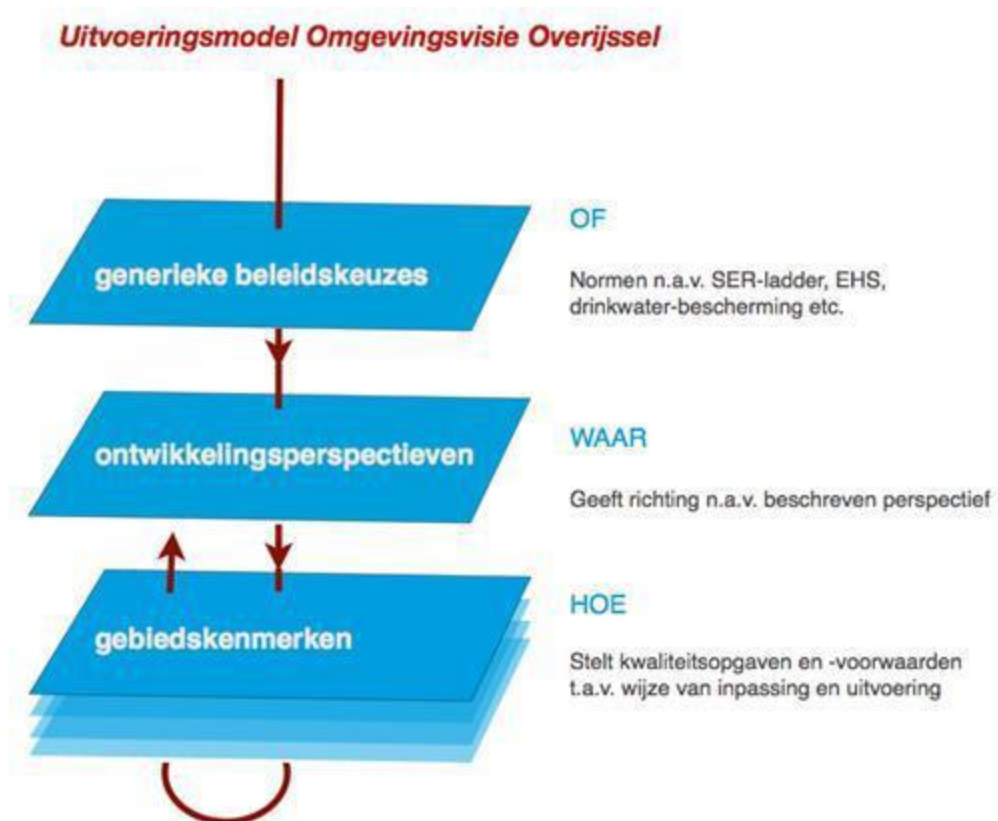 Uitvoeringsmodel Omgevingsvisie Overijssel
generieke beleidskeuzes
OF
Normen n.a.v. SER-ladder, EHS,
drinkwater-bescherming etc.
ontwikkelingsperspectieven
WAAR
Geeft richting n.a.v. beschreven perspectief
gebiedskenmerken
HOE
Stelt kwaliteitsopgaven en -voorwaarden
t.a.v. wijze van inpassing en uitvoering